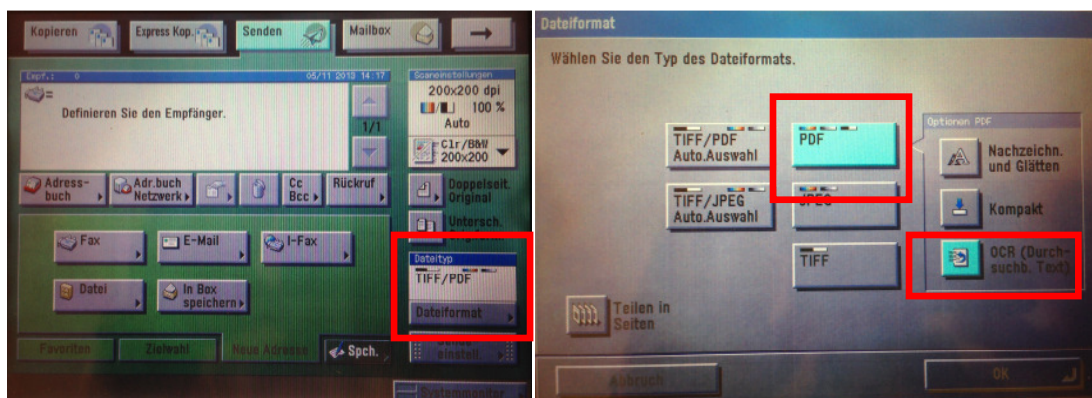 Kopieren
Express Kop.
Senden
Mailbox
Empf.: 0
05/11 2013 14:17
Definieren Sie den Empfänger.
1/1
Scaneinstellungen
200x200 dpi
100 %
Auto
Clr/B&W
200x200
Adress-
buch
Adr.buch
Netzwerk
Cc
Bcc
Rückruf
Doppelseit.
Original
Untersch.
Fax
E-Mail
I-Fax
Datei
In Box
speichern
Dateityp
TIFF/PDF
Dateiformat
Favoriten
Zielwahl
Neue Adresse
Spch.
einstell.
Systemmonitor
Dateiformat
Wählen Sie den Typ des Dateiformats.
TIFF/PDF
Auto.Auswahl
PDF
TIFF/JPEG
Auto.Auswahl
JPEG
TIFF
Optionen PDF
Nachzeichn.
und Glätten
Kompakt
OCR (Durch-
suchb. Text)
Teilen in
Seiten
Abbruch
OK